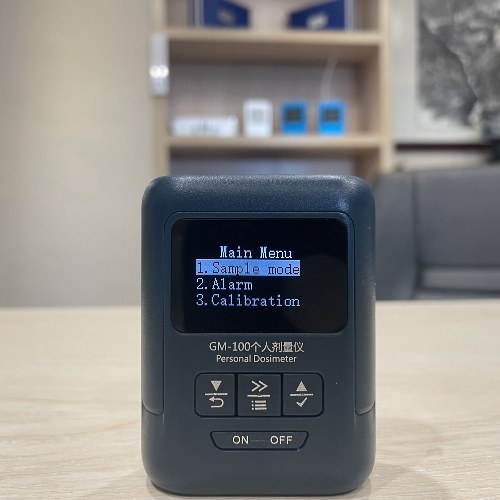 Main Menu
1.Sample mode
2.Alarm
3.Calibration
GM-100个人剂量仪
Personal Dosimeter
ON OFF